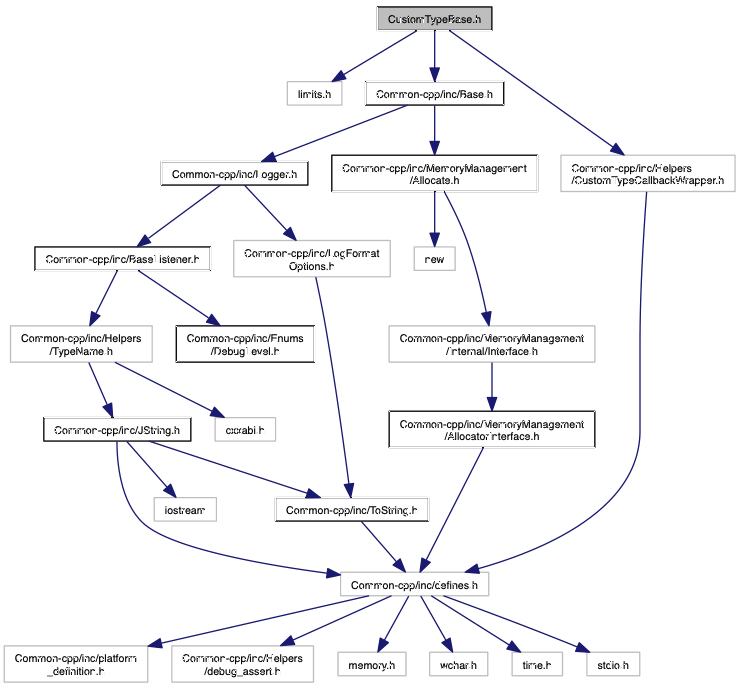 CustomTypeBase.h
limits.h
Common-cpp/inc/Base.h
Common-cpp/inc/Logger.h
Common-cpp/inc/MemoryManagement
/Allocate.h
Common-cpp/inc/Helpers
/CustomTypeCallbackWrapper.h
Common-cpp/inc/BaseListener.h
Common-cpp/inc/LogFormat
Options.h
new
Common-cpp/inc/Helpers
/TypeName.h
Common-cpp/inc/Enums
/DebugLevel.h
Common-cpp/inc/MemoryManagement
/Internal/Interface.h
Common-cpp/inc/JString.h
cxxabi.h
Common-cpp/inc/MemoryManagement
/AllocatorInterface.h
iostream
Common-cpp/inc/ToString.h
Common-cpp/inc/defines.h
Common-cpp/inc/platform
_definition.h
Common-cpp/inc/Helpers
/debug_assert.h
memory.h
wchar.h
time.h
stdio.h